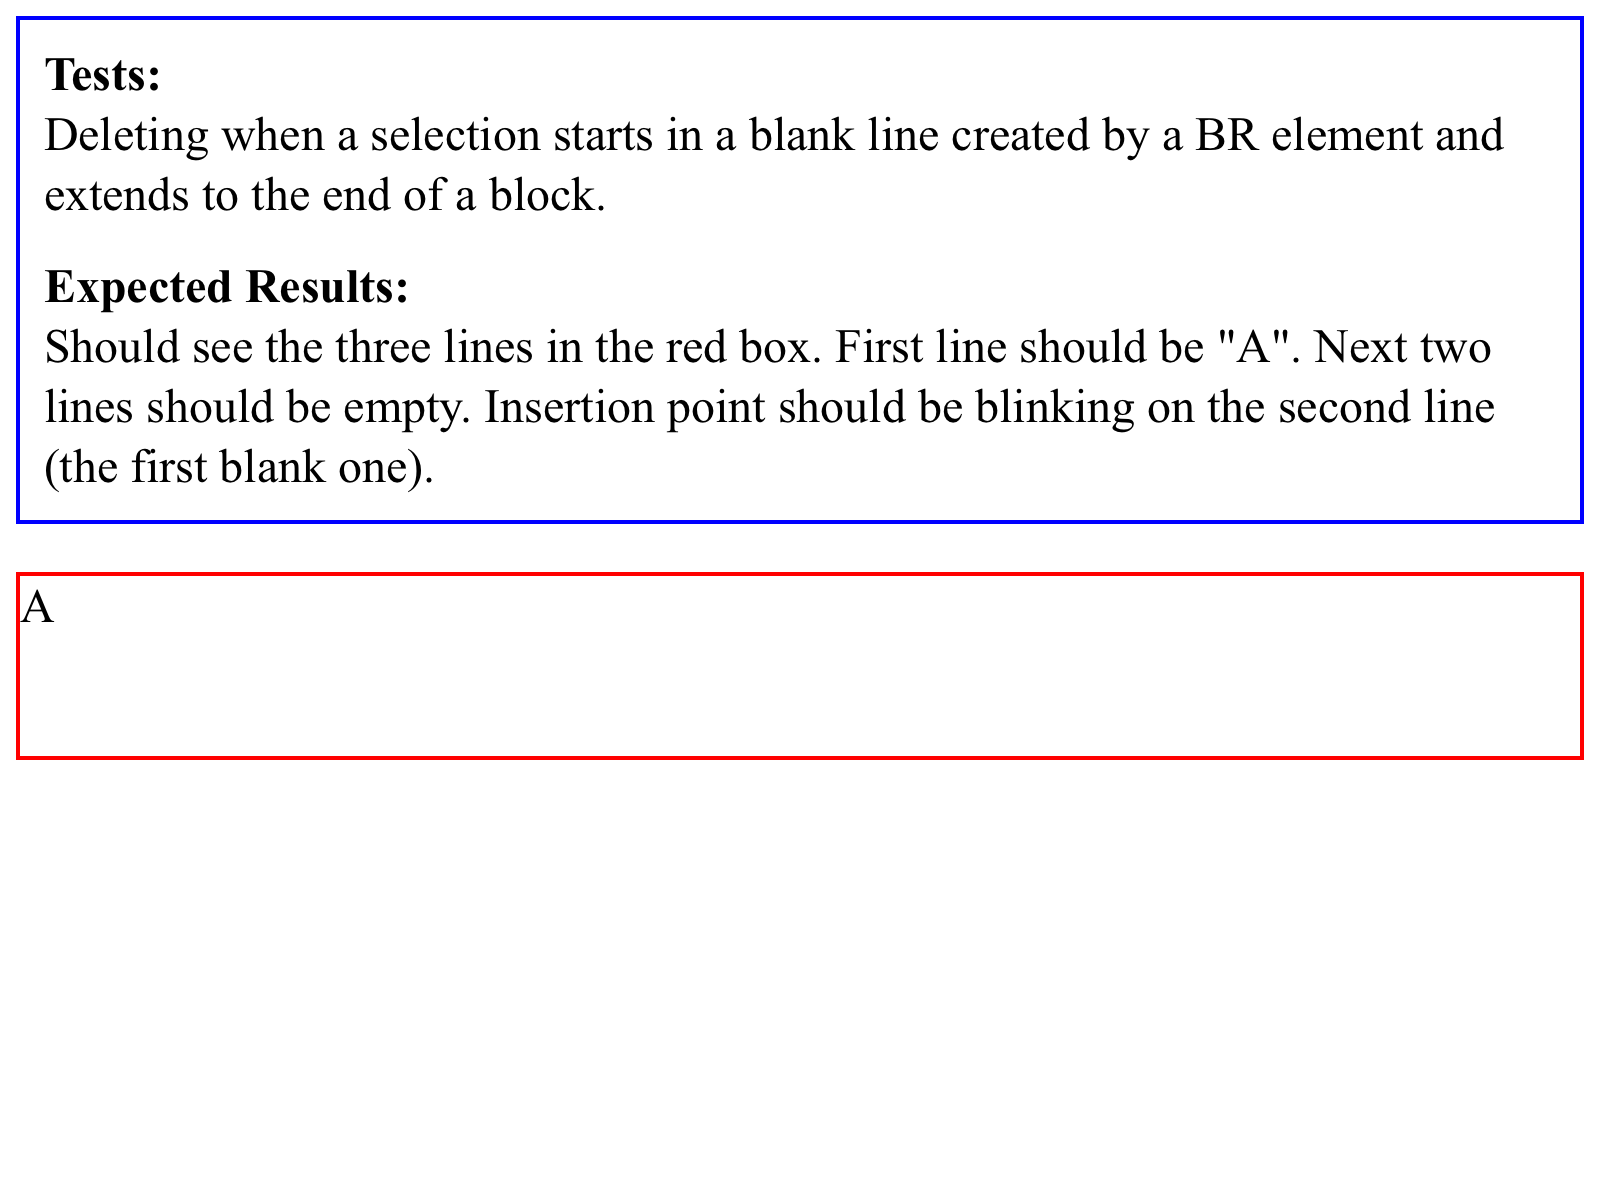 Tests:
Deleting when a selection starts in a blank line created by a BR element and
extends to the end of a block.
Expected Results:
Should see the three lines in the red box. First line should be "A". Next two
lines should be empty. Insertion point should be blinking on the second line
(the first blank one).
A